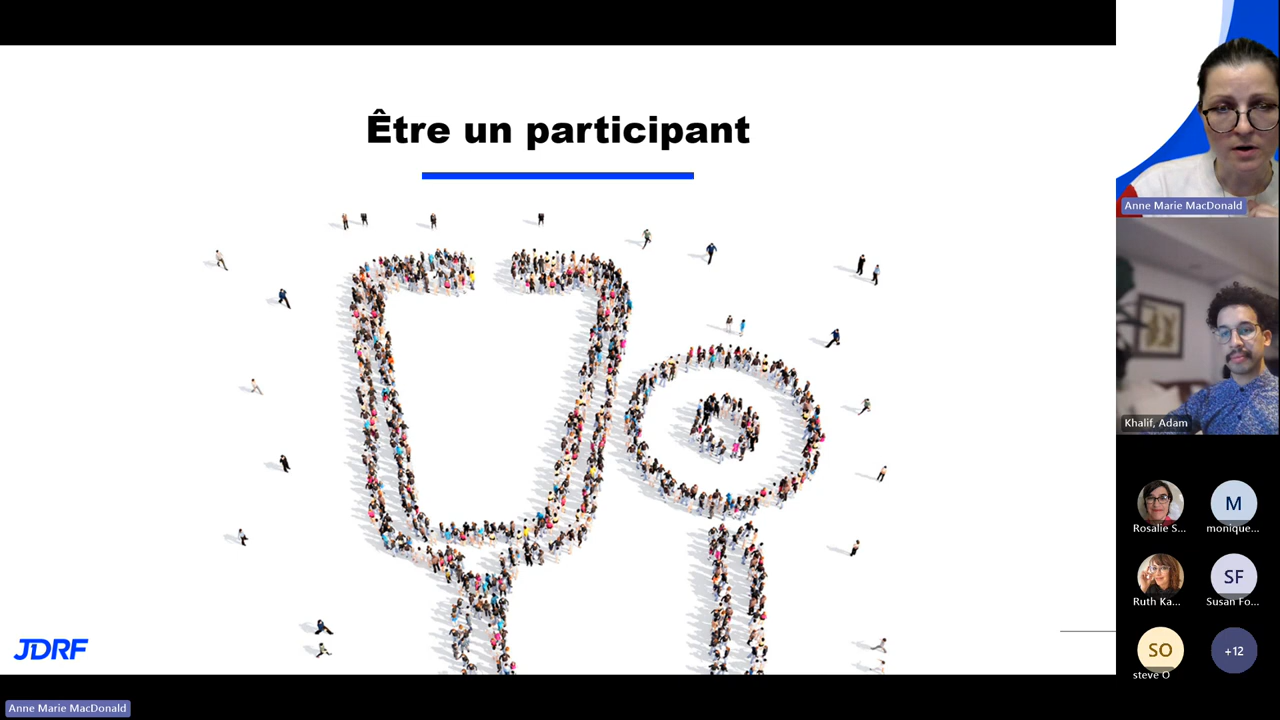 Être un participant
JDRF
Anne Marie MacDonald
Anne Marie MacDonald
Khalif, Adam
Rosalie S...
M
monique...
Ruth Ka...
SF
Susan Fo...
SO
steve O
+12